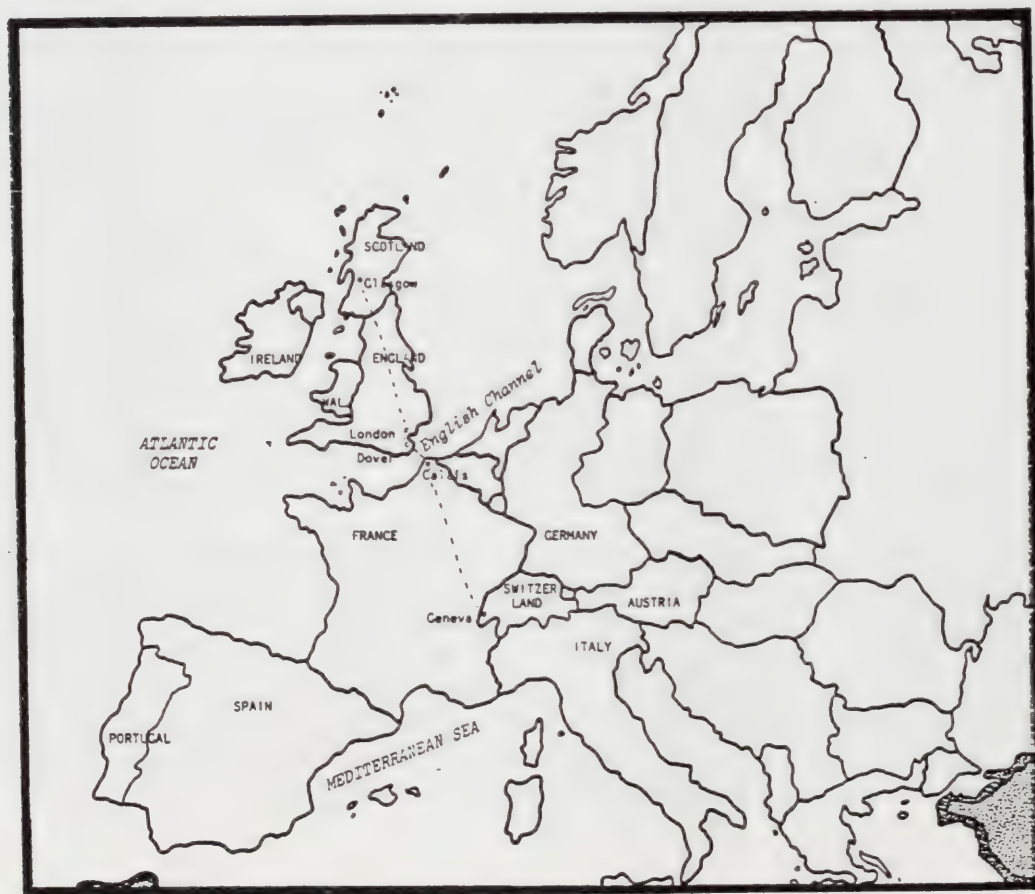 SCOTLAND
Glasgow
IRELAND
ENGLAND
WAL
English Channel
London
ATLANTIC
OCEAN
Dover
Calais
FRANCE
GERMANY
SWITZER
LAND
AUSTRIA
Geneva
ITALY
SPAIN
PORTUGAL
MEDITERRANEAN SEA